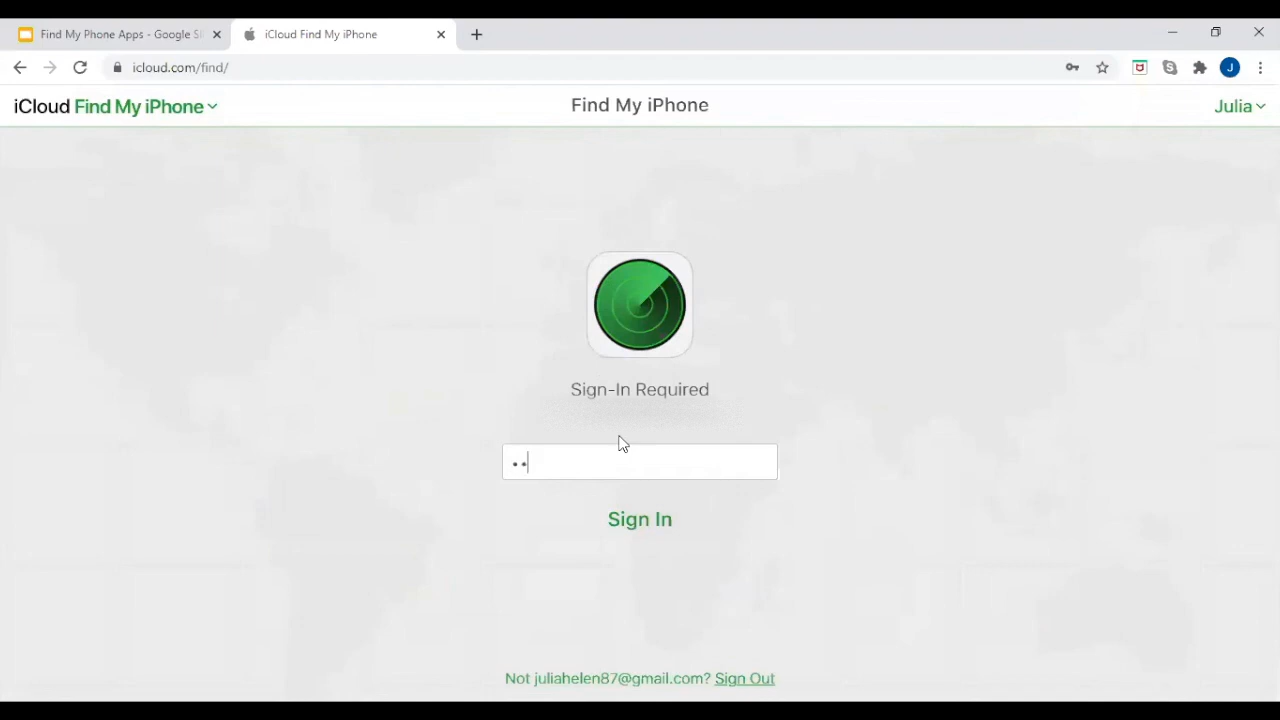 Find My Phone Apps - Google Sl
iCloud Find My iPhone
icloud.com/find/
J
iCloud Find My iPhone
Find My iPhone
Julia
Sign-In Required
Sign In
Not juliahelen87@gmail.com? Sign Out